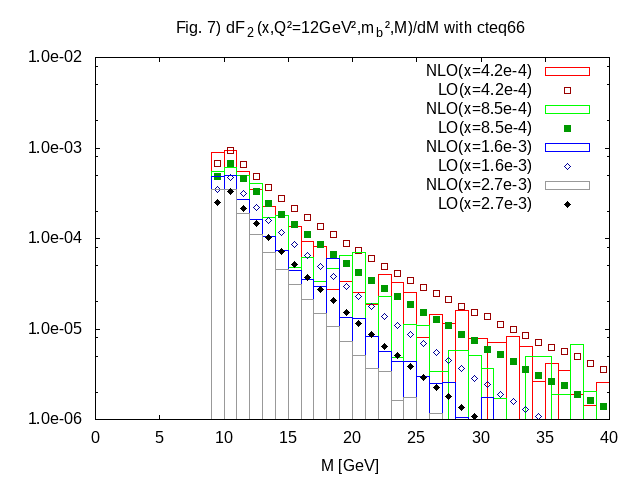 Fig. 7) dF₂(x,Q²=12GeV²,m_b²,M)/dM with cteq66
1.0e-02
NLO(x=4.2e-4)
LO(x=4.2e-4)
NLO(x=8.5e-4)
LO(x=8.5e-4)
1.0e-03
NLO(x=1.6e-3)
LO(x=1.6e-3)
NLO(x=2.7e-3)
LO(x=2.7e-3)
1.0e-04
1.0e-05
1.0e-06
0 5 10 15 20 25 30 35 40
M [GeV]